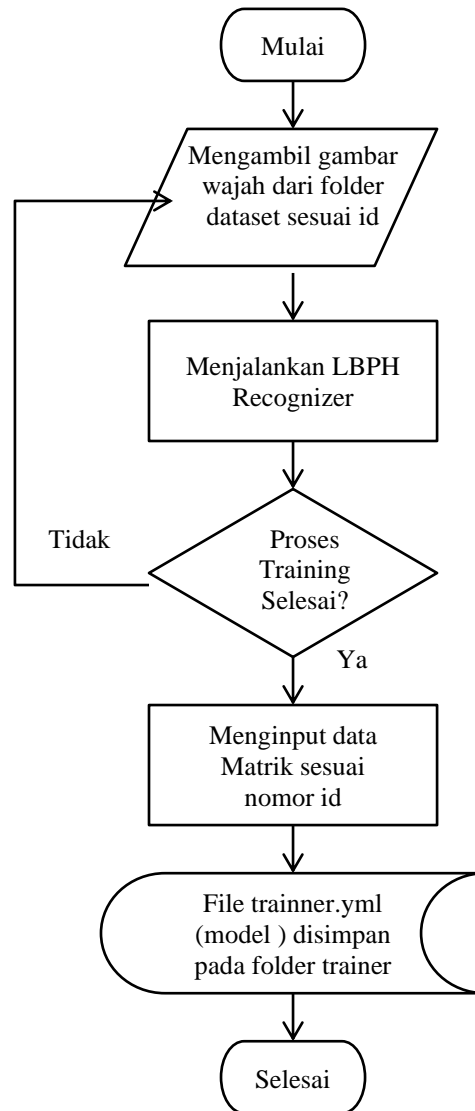 Mulai
Mengambil gambar
wajah dari folder
dataset sesuai id
Menjalankan LBPH
Recognizer
Proses
Training
Selesai?
Tidak
Ya
Menginput data
Matrik sesuai
nomor id
File trainner.yml
(model ) disimpan
pada folder trainer
Selesai